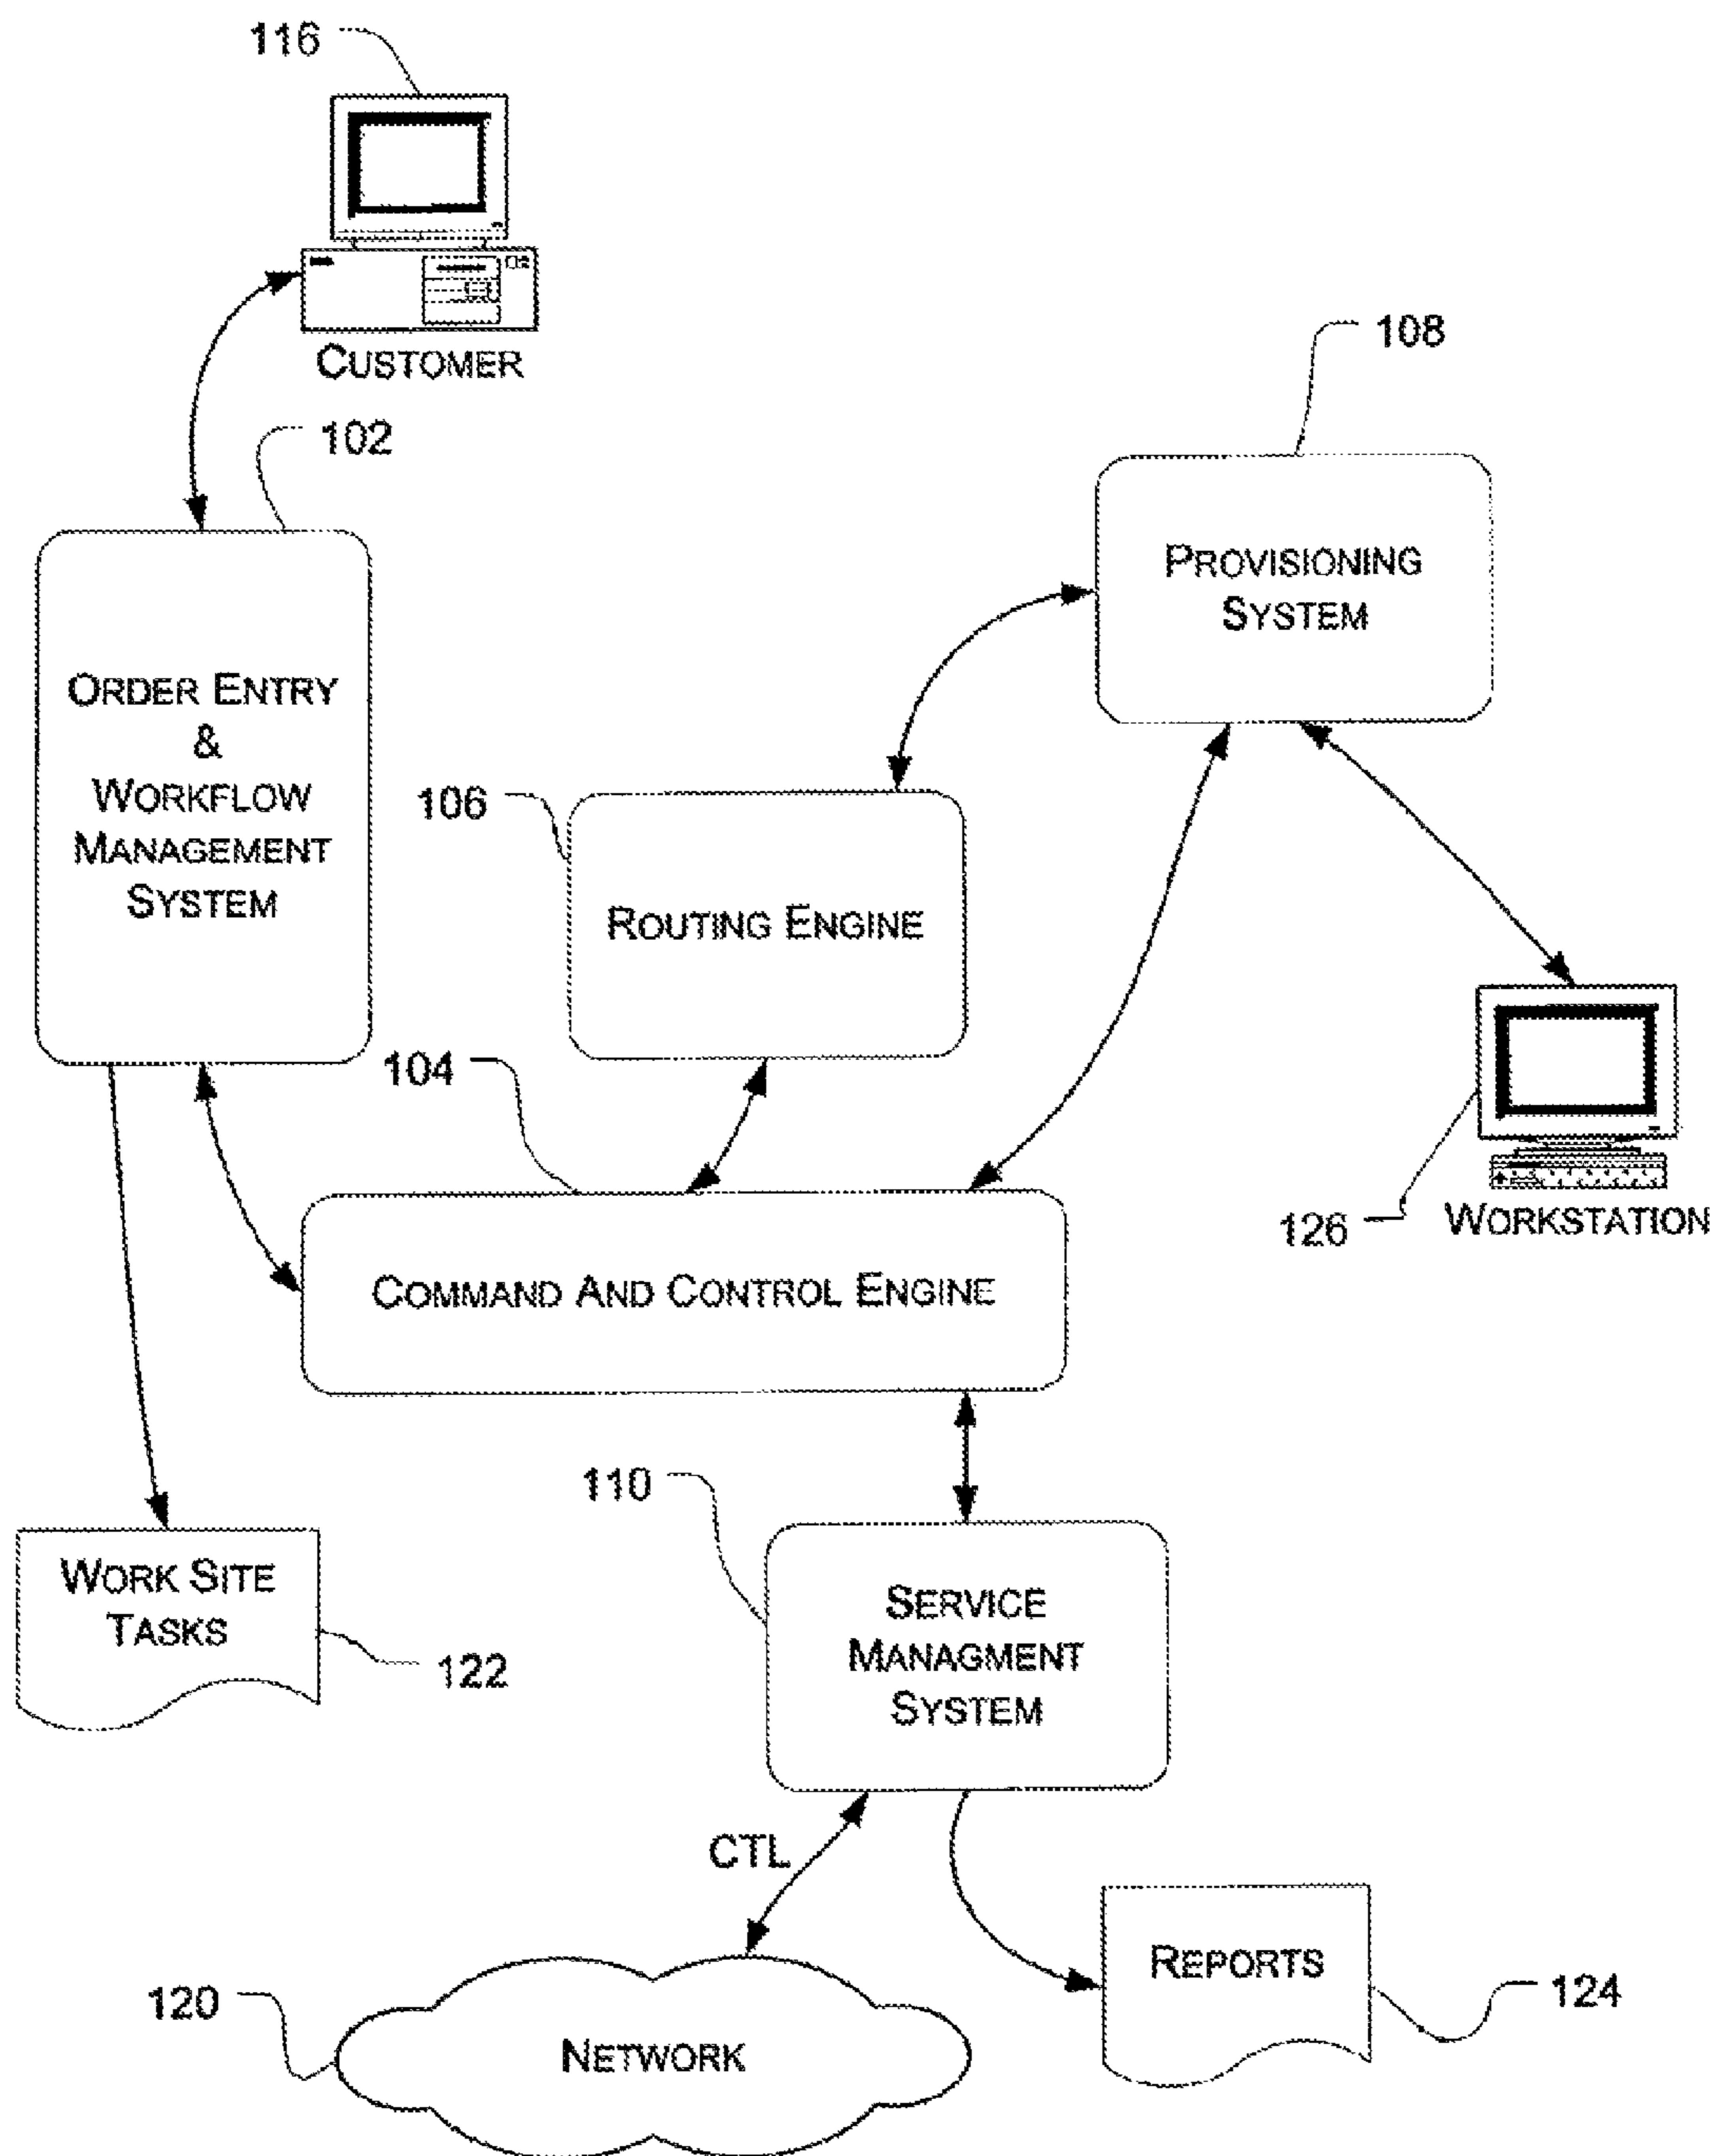 116
CUSTOMER
108
102
PROVISIONING
SYSTEM
ORDER ENTRY
&
WORKFLOW
MANAGEMENT
SYSTEM
106
ROUTING ENGINE
104
126
WORKSTATION
COMMAND AND CONTROL ENGINE
110
WORK SITE
TASKS
122
SERVICE
MANAGMENT
SYSTEM
CTL
REPORTS
124
120
NETWORK